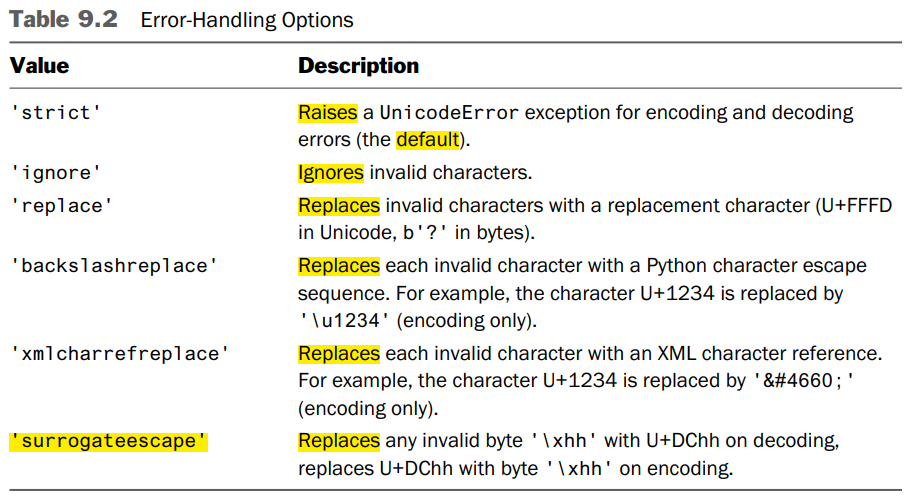 Table 9.2 Error-Handling Options
Value Description
'strict' Raises a UnicodeError exception for encoding and decoding
errors (the default).
'ignore' Ignores invalid characters.
'replace' Replaces invalid characters with a replacement character (U+FFFD
in Unicode, b'?' in bytes).
'backslashreplace' Replaces each invalid character with a Python character escape
sequence. For example, the character U+1234 is replaced by
'\u1234' (encoding only).
'xmlcharrefreplace' Replaces each invalid character with an XML character reference.
For example, the character U+1234 is replaced by '&#4660;'
(encoding only).
'surrogateescape' Replaces any invalid byte '\xhh' with U+DChh on decoding,
replaces U+DChh with byte '\xhh' on encoding.